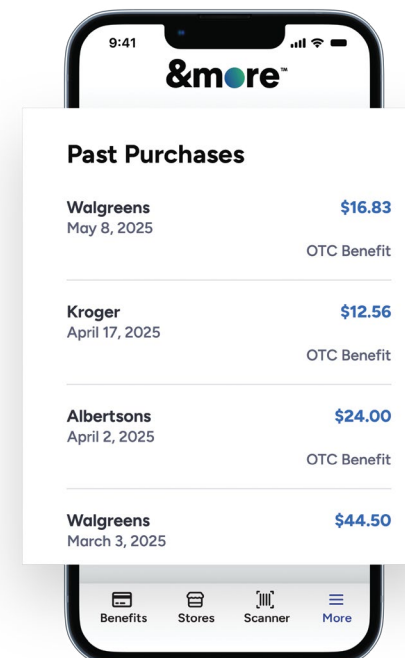 9:41
&more™
Past Purchases
Walgreens $16.83
May 8, 2025
OTC Benefit
Kroger $12.56
April 17, 2025
OTC Benefit
Albertsons $24.00
April 2, 2025
OTC Benefit
Walgreens $44.50
March 3, 2025
Benefits Stores Scanner More